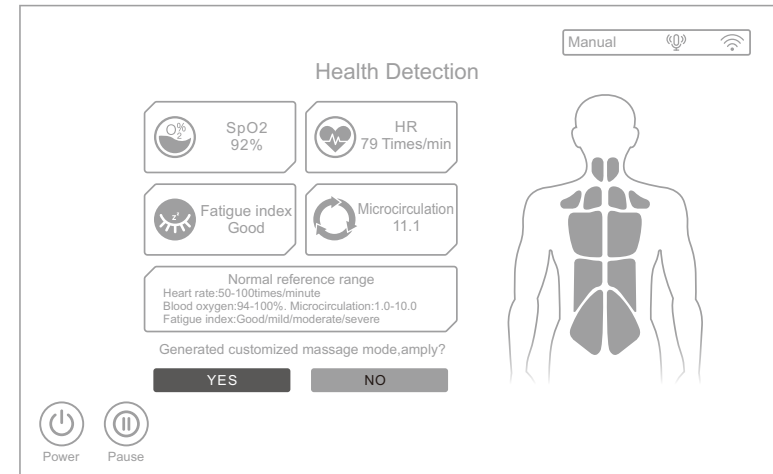 Manual
Health Detection
O2%
SpO2
92%
HR
79 Times/min
zz
Fatigue index
Good
Microcirculation
11.1
Normal reference range
Heart rate:50-100times/minute
Blood oxygen:94-100%. Microcirculation:1.0-10.0
Fatigue index:Good/mild/moderate/severe
Generated customized massage mode,amply?
YES
NO
Power
Pause